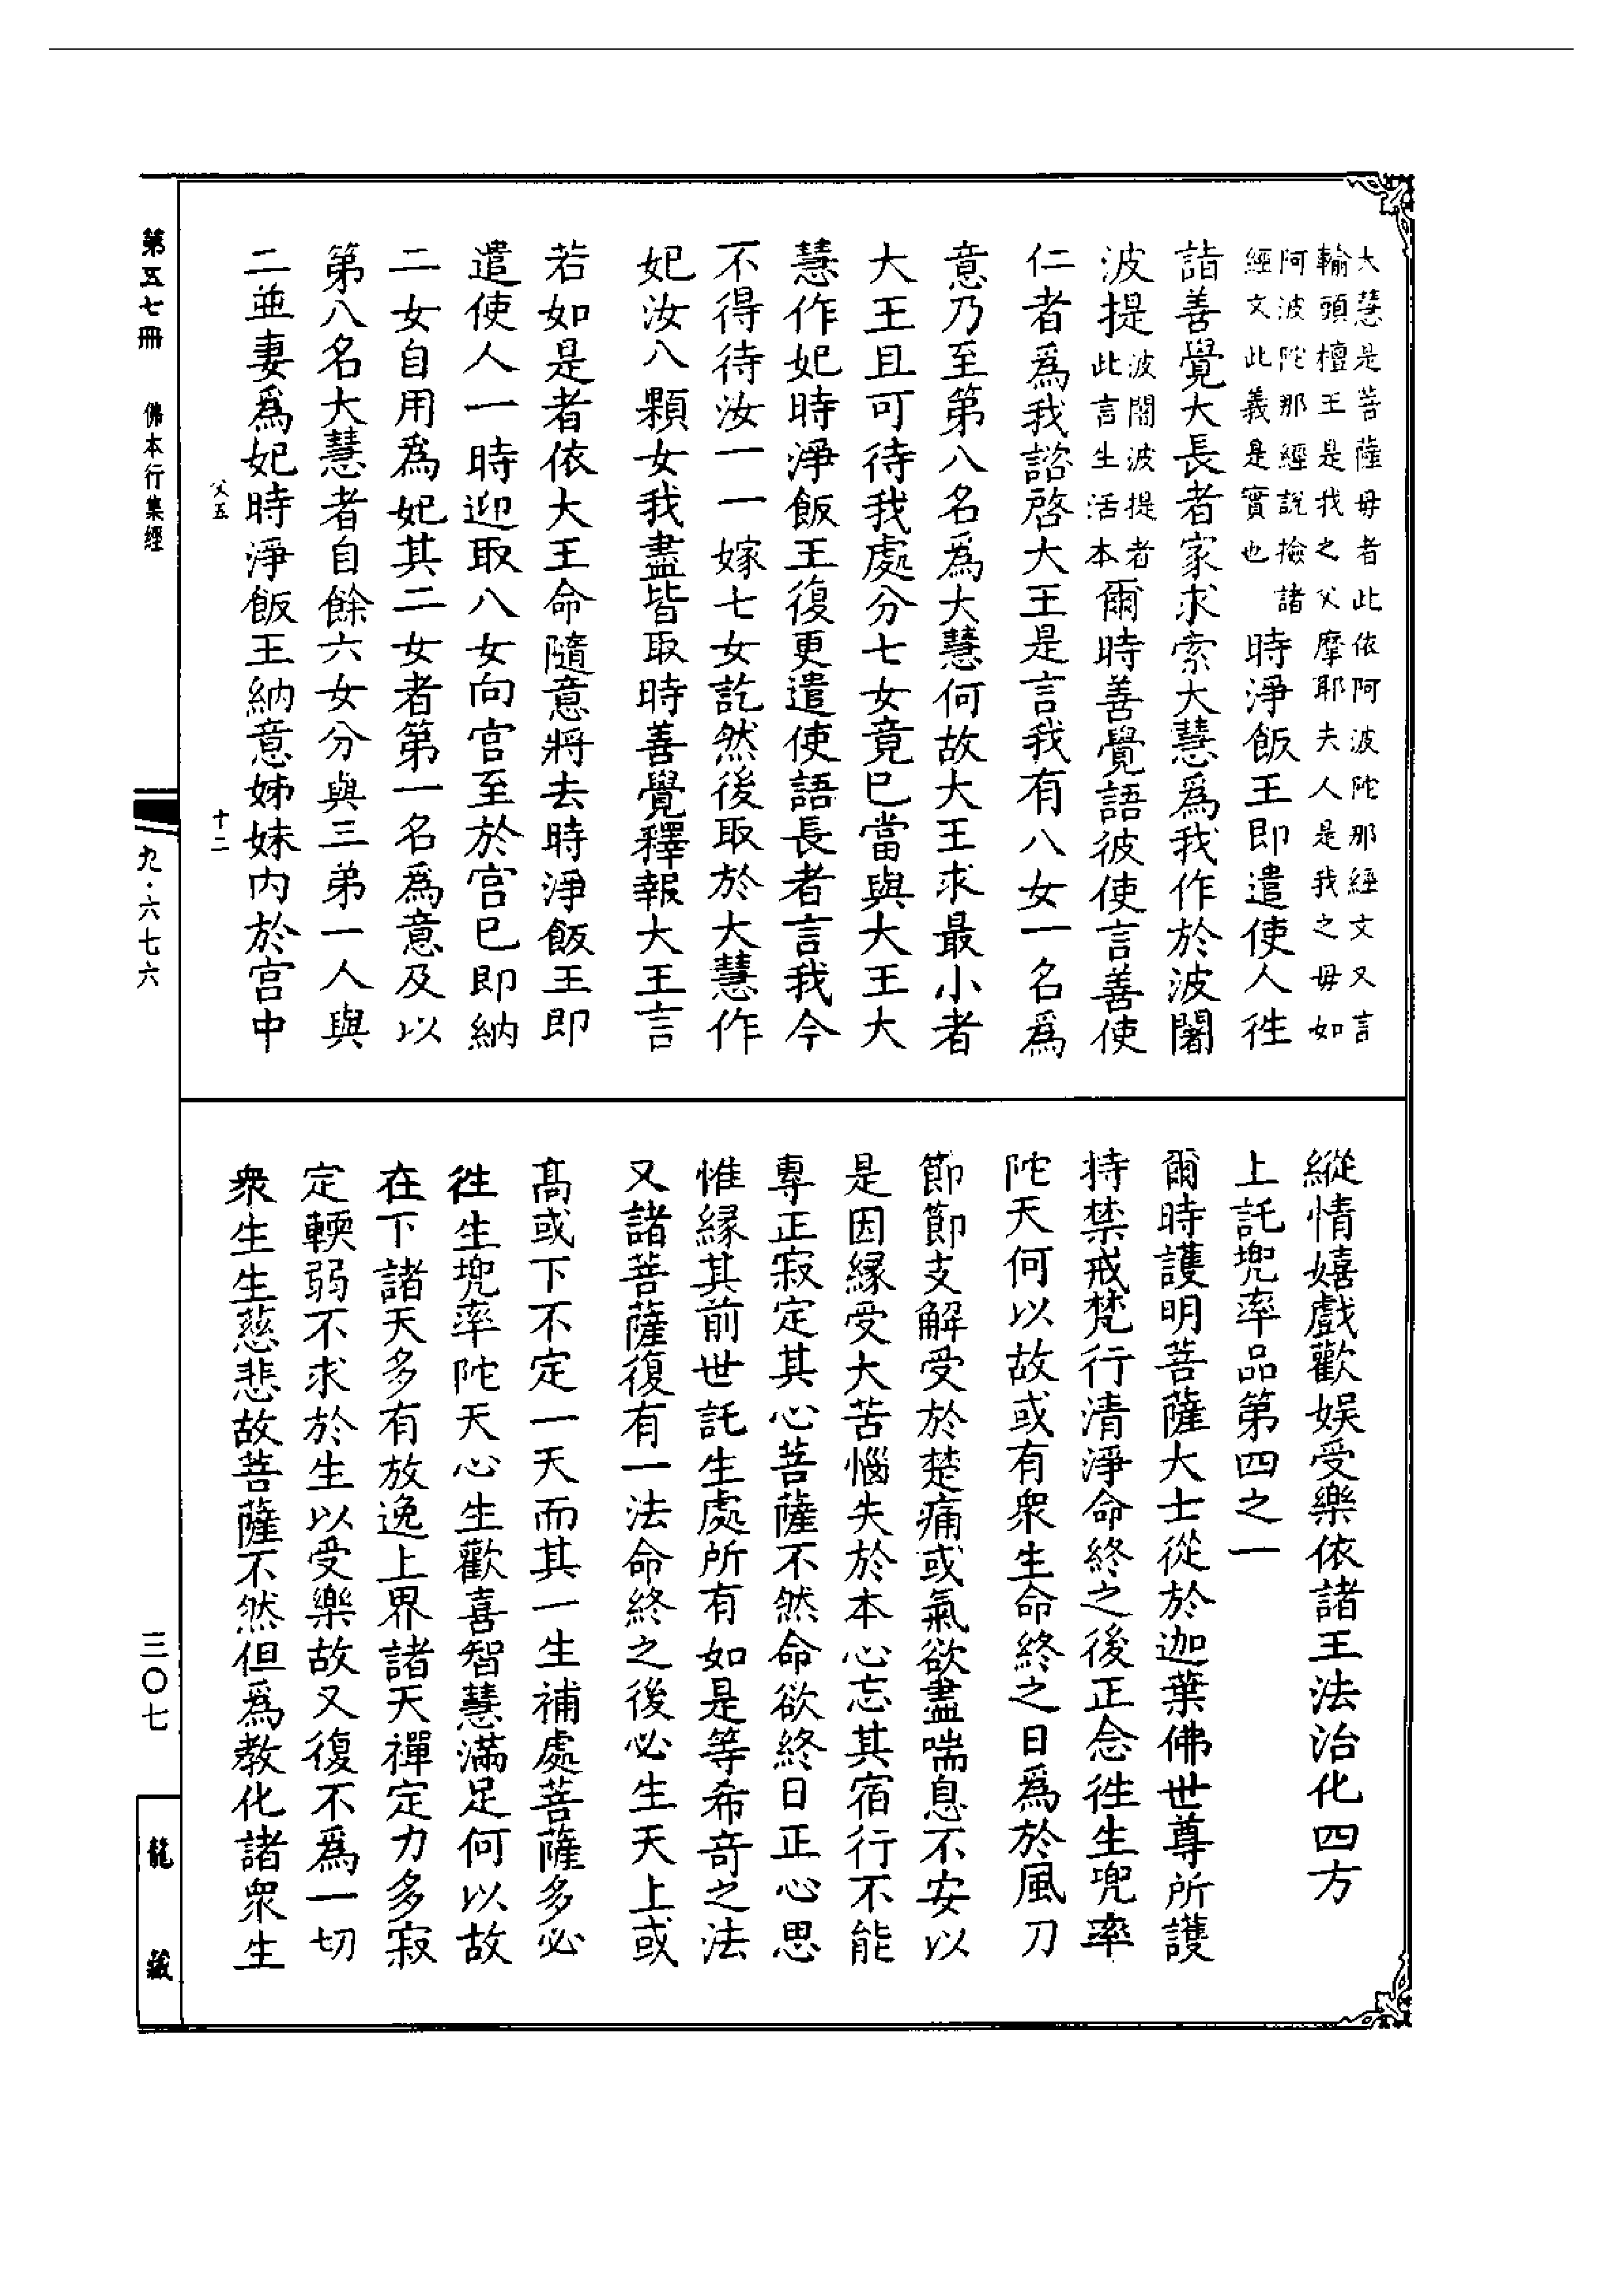 大慧是菩薩毋者此依阿波陀那經文又言
輸頭檀王是我之父摩耶夫人是我之毋如
阿波陀那經說撿諸
經文此義是實也
時淨飯王即遣使人徃
詣善覺大長者家求索大慧爲我作於波闍
波提
波闍波提者
此言生活本
爾時善覺語彼使言善使
仁者爲我諮啓大王是言我有八女一名爲
意乃至第八名爲大慧何故大王求最小者
大王且可待我處分七女竟已當與大王大
慧作妃時淨飯王復更遣使語長者言我今
不得待汝一一嫁七女訖然後取於大慧作
妃汝八顆女我盡皆取時善覺釋報大王言
若如是者依大王命隨意將去時淨飯王即
遣使人一時迎取八女向宫至於宫巳即納
二女自用爲妃其二女者第一名爲意及以
第八名大慧者自餘六女分與三弟一人與
二並妻爲妃時淨飯王納意姊妹内於宫中
縱情嬉戲歡娱受樂依諸王法治化四方
上託兜率品第四之一
爾時護明菩薩大士從於迦葉佛世尊所護
持禁戒梵行清淨命終之後正念徃生兜率
陀天何以故或有衆生命終之日爲於風刀
節節支解受於楚痛或氣欲盡喘息不安以
是因縁受大苦惱失於本心忘其宿行不能
專正寂定其心菩薩不然命欲終日正心思
惟縁其前世託生處所有如是等希奇之法
又諸菩薩復有一法命終之後必生天上或
髙或下不定一天而其一生補處菩薩多必
徃生兜率陀天心生歡喜智慧滿足何以故
在下諸天多有放逸上界諸天禪定力多寂
定輭弱不求於生以受樂故又復不爲一切
衆生生慈悲故菩薩不然但爲教化諸衆生
父五
十二
第五七冊
佛本行集經
九·六七六
三〇七
龍藏